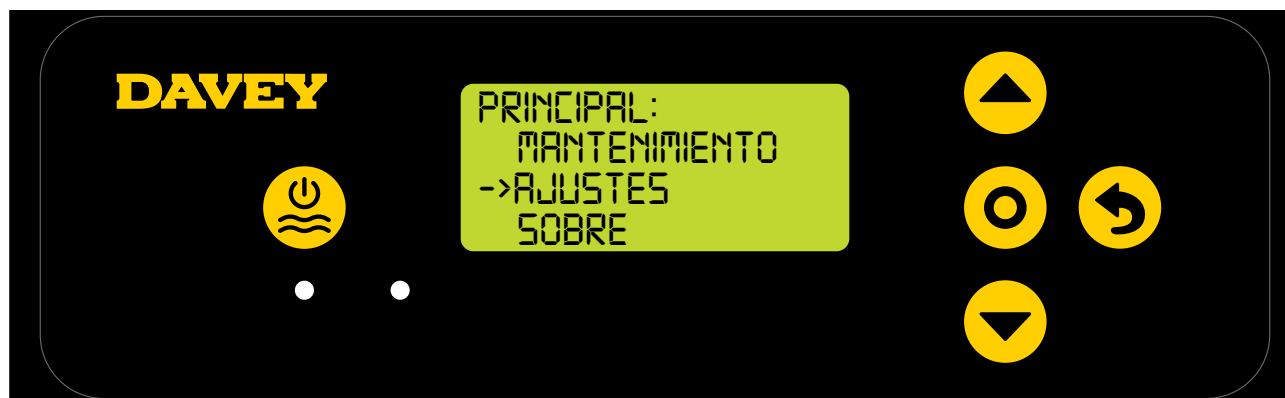 DAVEY
PRINCIPAL:
MANTENIMIENTO
->AJUSTES
SOBRE